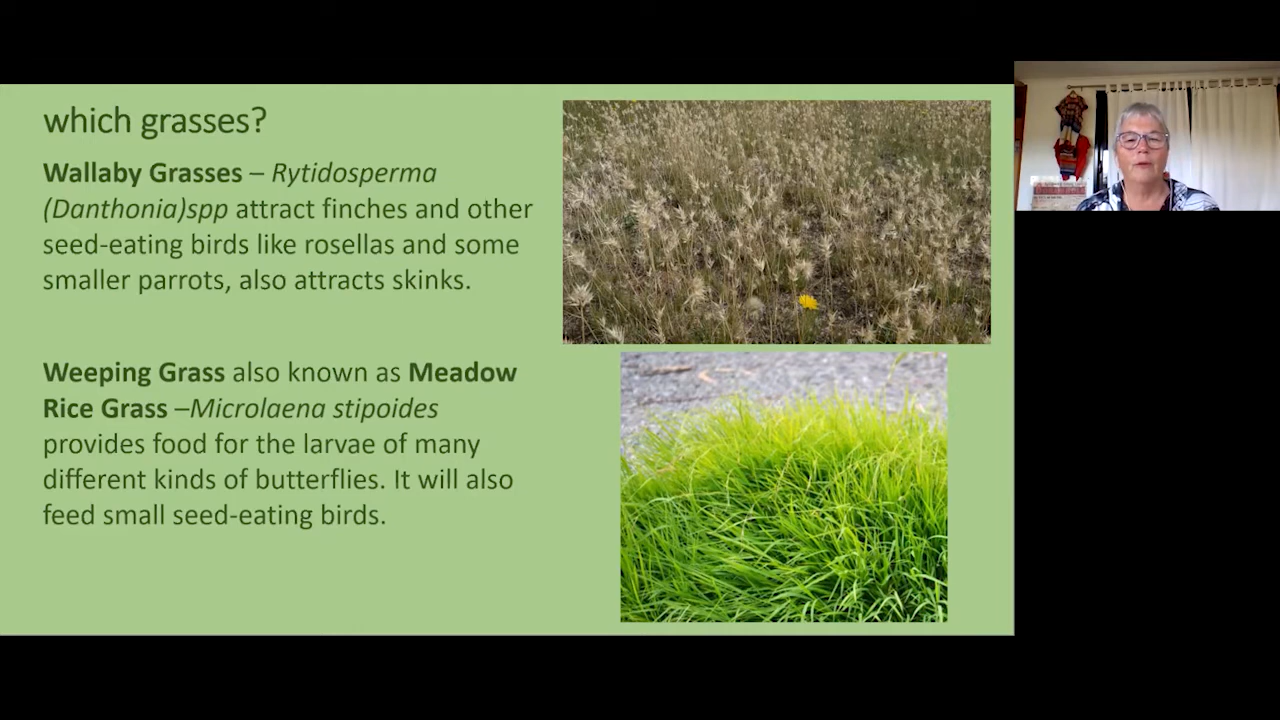 which grasses?
Wallaby Grasses – Rytidosperma
(Danthonia)spp attract finches and other
seed-eating birds like rosellas and some
smaller parrots, also attracts skinks.
Weeping Grass also known as Meadow
Rice Grass –Microlaena stipoides
provides food for the larvae of many
different kinds of butterflies. It will also
feed small seed-eating birds.